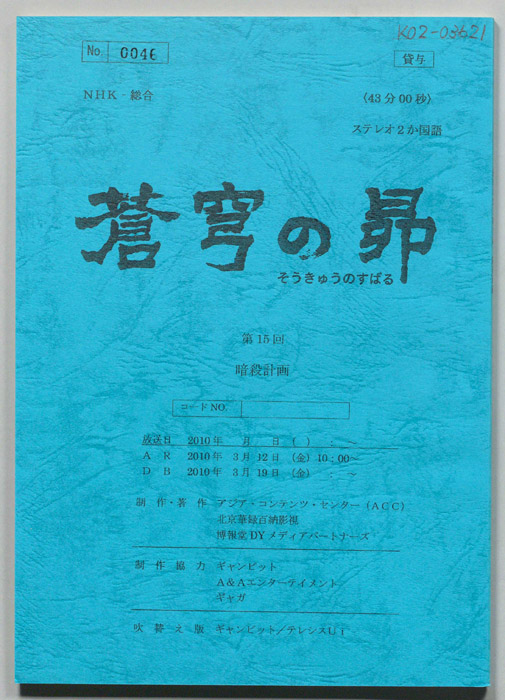 K02-03621
No. 0046
貸与
NHK-総合
〈43分00秒〉
ステレオ2か国語
蒼穹の昴
そうきゅうのすばる
第15回
暗殺計画
コードNO.
放送日 2010年 月 日 ( ) : ~
AR 2010年 3月12日 (金) 10:00~
DB 2010年 3月19日 (金) : ~
制作・著作 アジア・コンテンツ・センター(ACC)
北京華録百納影視
博報堂DYメディアパートナーズ
制作協力 ギャンビット
A&Aエンターテイメント
ギャガ
吹替え版 ギャンビット/テレシス